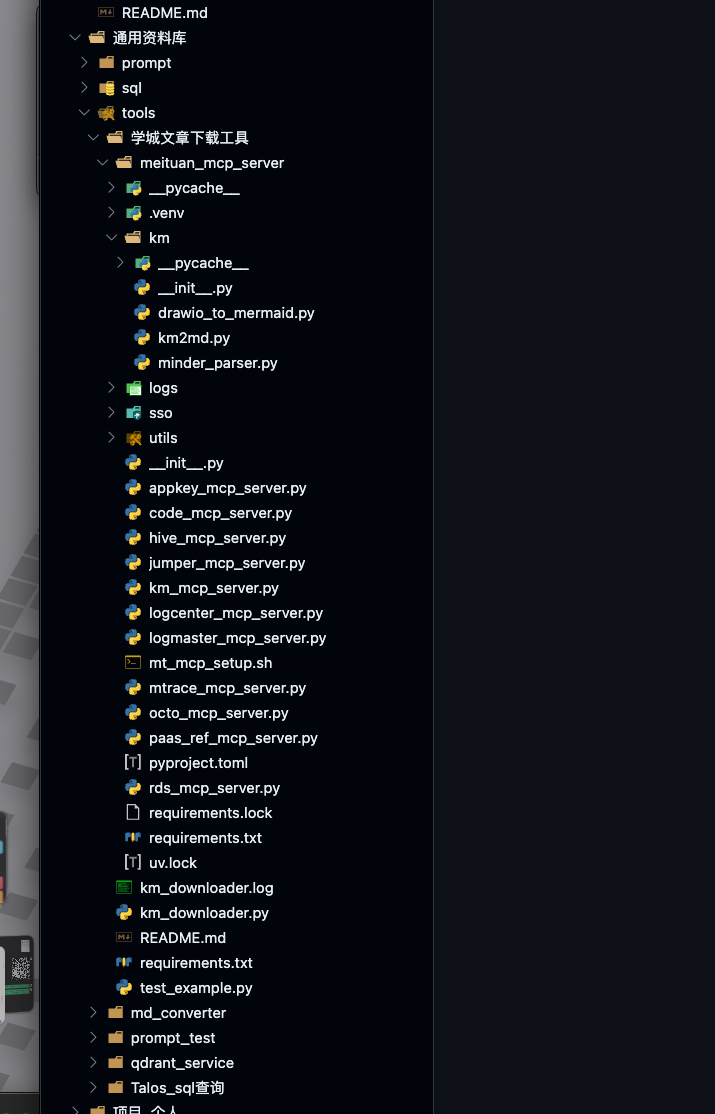 README.md
通用资料库
prompt
sql
tools
学城文章下载工具
meituan_mcp_server
__pycache__
.venv
km
__pycache__
__init__.py
drawio_to_mermaid.py
km2md.py
minder_parser.py
logs
sso
utils
__init__.py
appkey_mcp_server.py
code_mcp_server.py
hive_mcp_server.py
jumper_mcp_server.py
km_mcp_server.py
logcenter_mcp_server.py
logmaster_mcp_server.py
mt_mcp_setup.sh
mtrace_mcp_server.py
octo_mcp_server.py
paas_ref_mcp_server.py
pyproject.toml
rds_mcp_server.py
requirements.lock
requirements.txt
uv.lock
km_downloader.log
km_downloader.py
README.md
requirements.txt
test_example.py
md_converter
prompt_test
qdrant_service
Talos_sql查询
项目_个人